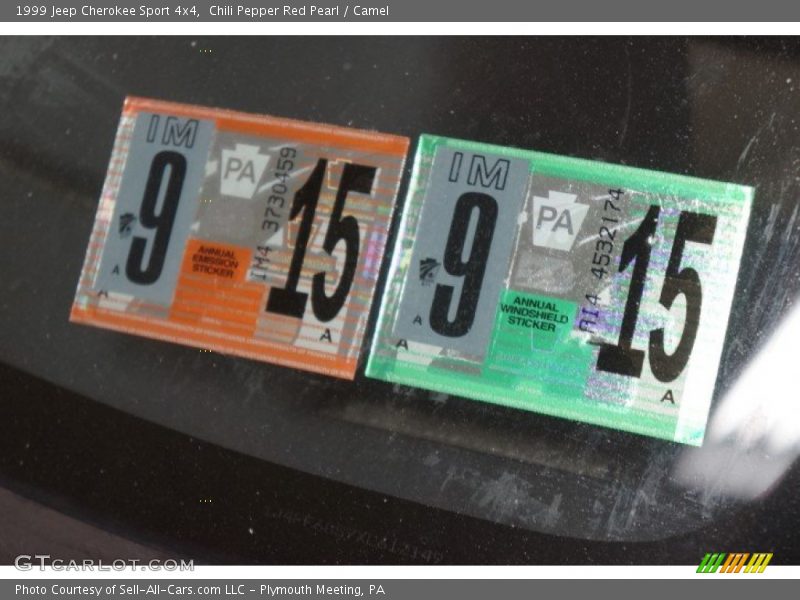 1999 Jeep Cherokee Sport 4x4,  Chili Pepper Red Pearl / Camel
IM
9
A
A
PA
ANNUAL
EMISSION
STICKER
IM4 3730459
15
A
IM
9
A
A
PA
ANNUAL
WINDSHIELD
STICKER
AI4 4532174
15
A
GTCARLOT.COM
Photo Courtesy of Sell-All-Cars.com LLC - Plymouth Meeting, PA